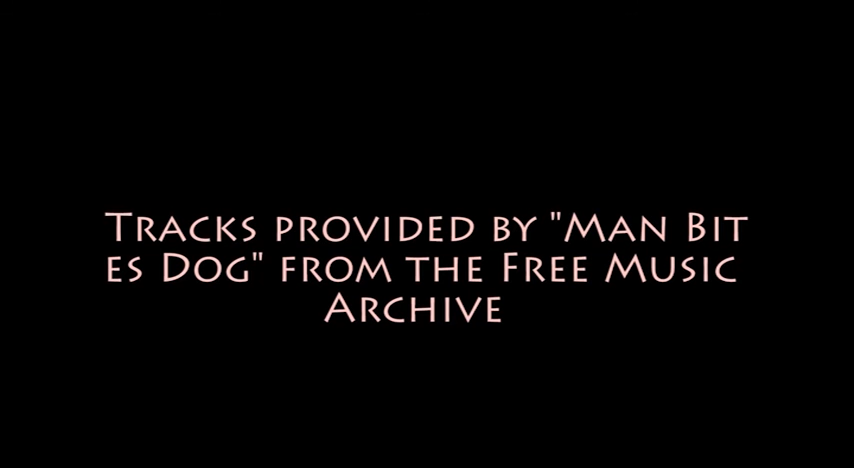 Tracks provided by "Man Bit
es Dog" from the Free Music
Archive